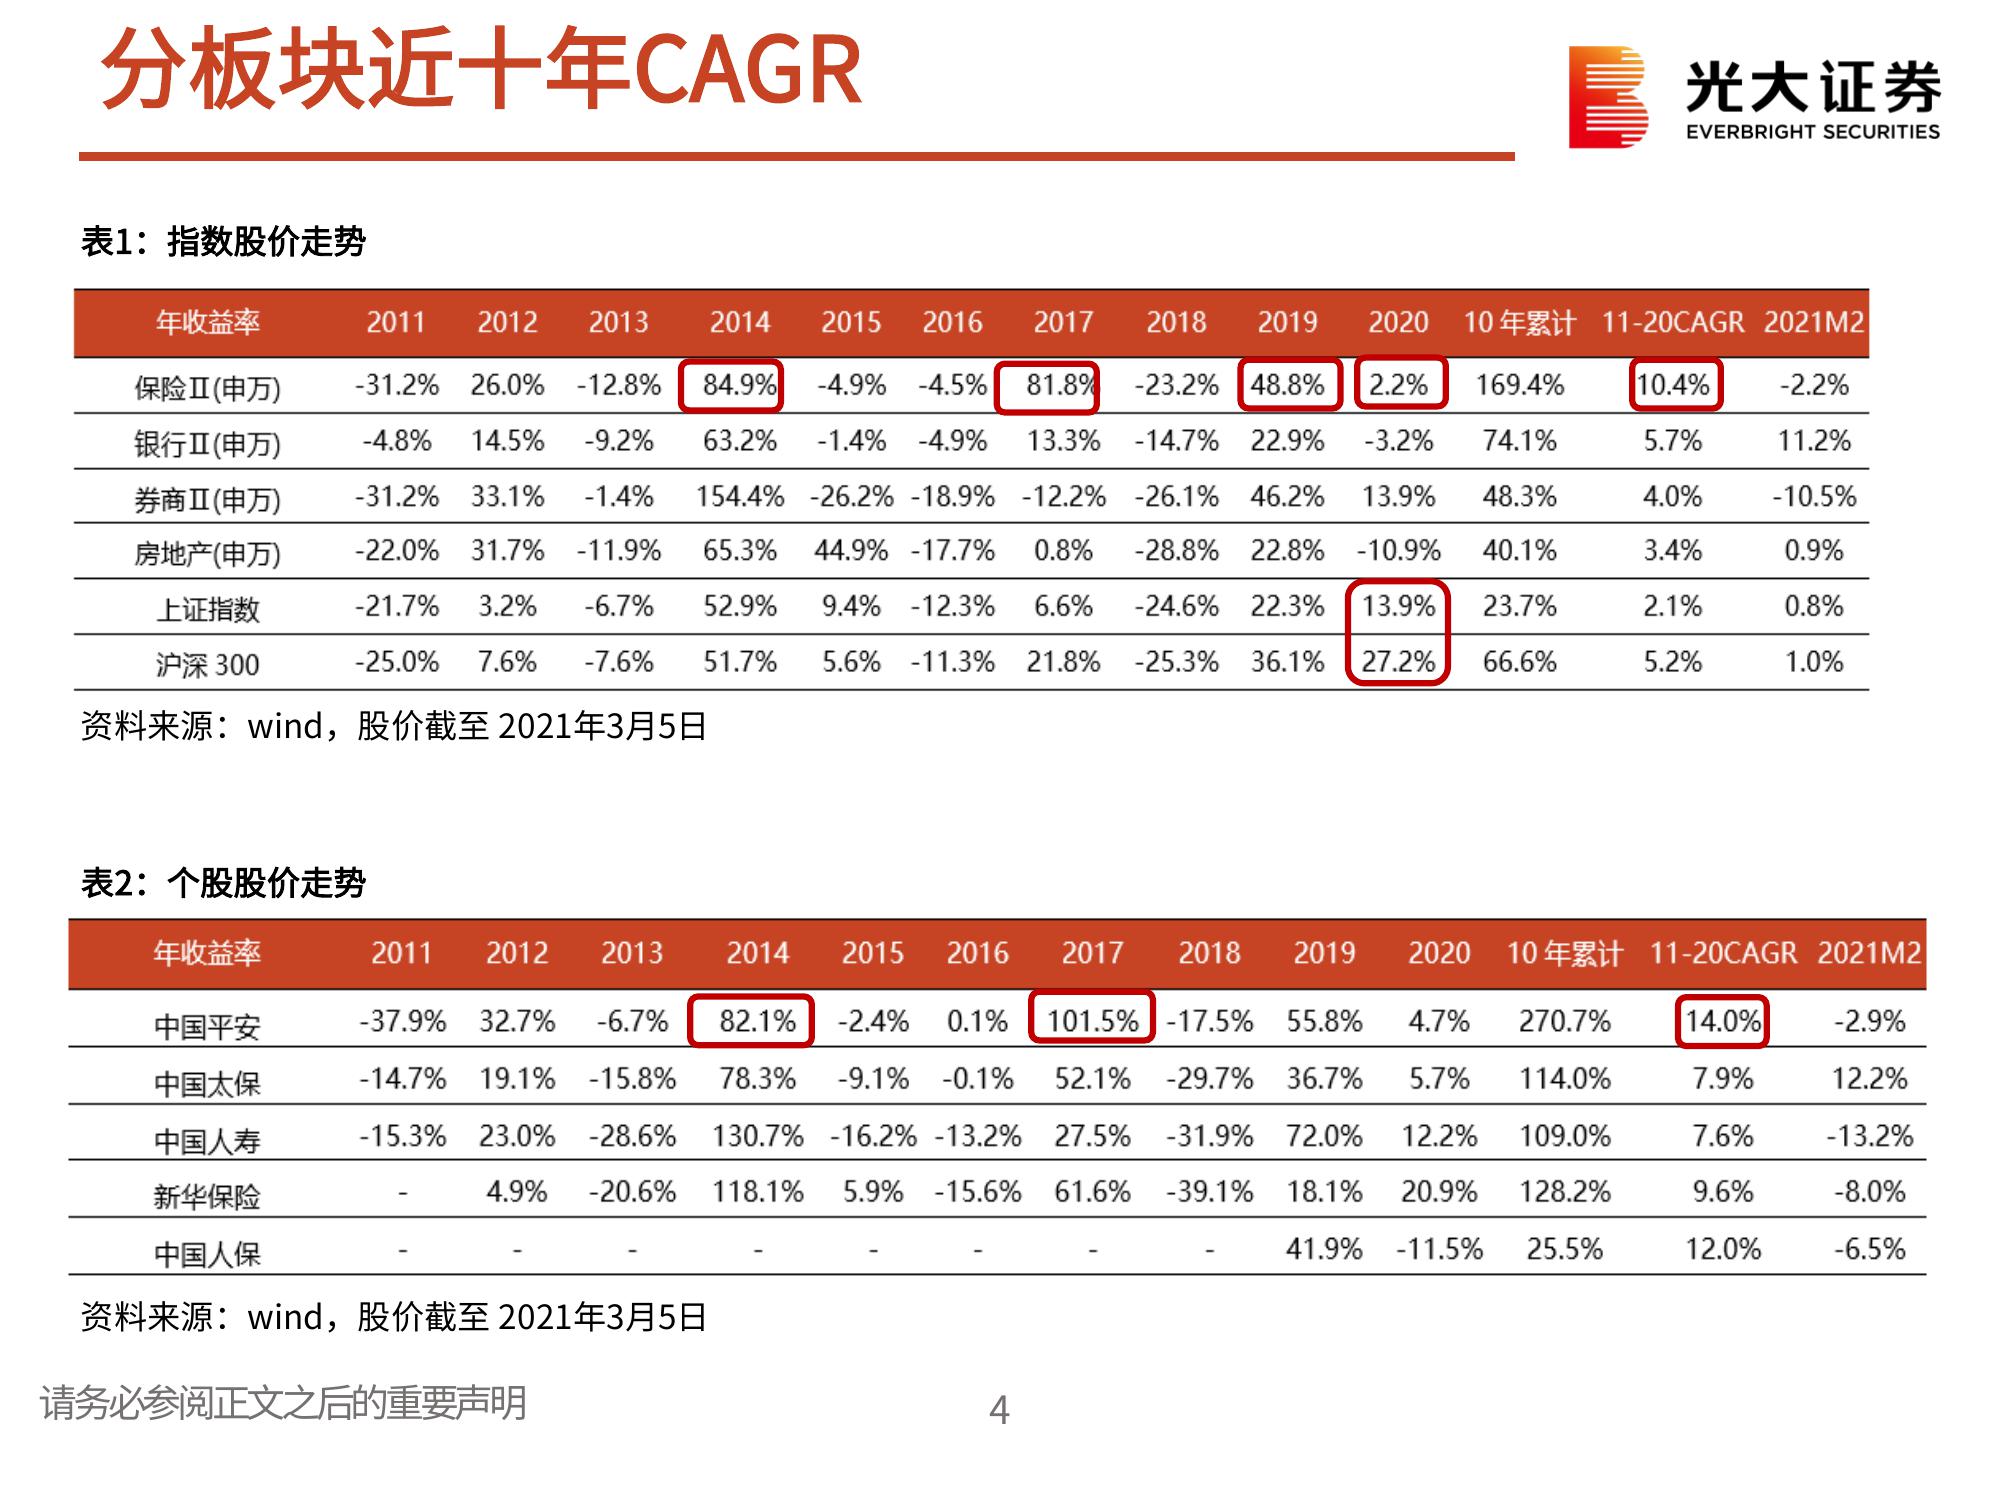 分板块近十年CAGR
光大证券
EVERBRIGHT SECURITIES
表1：指数股价走势
年收益率 2011 2012 2013 2014 2015 2016 2017 2018 2019 2020 10 年累计 11-20CAGR 2021M2
保险Ⅱ(申万) -31.2% 26.0% -12.8% 84.9% -4.9% -4.5% 81.8% -23.2% 48.8% 2.2% 169.4% 10.4% -2.2%
银行Ⅱ(申万) -4.8% 14.5% -9.2% 63.2% -1.4% -4.9% 13.3% -14.7% 22.9% -3.2% 74.1% 5.7% 11.2%
券商Ⅱ(申万) -31.2% 33.1% -1.4% 154.4% -26.2% -18.9% -12.2% -26.1% 46.2% 13.9% 48.3% 4.0% -10.5%
房地产(申万) -22.0% 31.7% -11.9% 65.3% 44.9% -17.7% 0.8% -28.8% 22.8% -10.9% 40.1% 3.4% 0.9%
上证指数 -21.7% 3.2% -6.7% 52.9% 9.4% -12.3% 6.6% -24.6% 22.3% 13.9% 23.7% 2.1% 0.8%
沪深 300 -25.0% 7.6% -7.6% 51.7% 5.6% -11.3% 21.8% -25.3% 36.1% 27.2% 66.6% 5.2% 1.0%
资料来源：wind，股价截至 2021年3月5日
表2：个股股价走势
年收益率 2011 2012 2013 2014 2015 2016 2017 2018 2019 2020 10 年累计 11-20CAGR 2021M2
中国平安 -37.9% 32.7% -6.7% 82.1% -2.4% 0.1% 101.5% -17.5% 55.8% 4.7% 270.7% 14.0% -2.9%
中国太保 -14.7% 19.1% -15.8% 78.3% -9.1% -0.1% 52.1% -29.7% 36.7% 5.7% 114.0% 7.9% 12.2%
中国人寿 -15.3% 23.0% -28.6% 130.7% -16.2% -13.2% 27.5% -31.9% 72.0% 12.2% 109.0% 7.6% -13.2%
新华保险 - 4.9% -20.6% 118.1% 5.9% -15.6% 61.6% -39.1% 18.1% 20.9% 128.2% 9.6% -8.0%
中国人保 - - - - - - - - 41.9% -11.5% 25.5% 12.0% -6.5%
资料来源：wind，股价截至 2021年3月5日
请务必参阅正文之后的重要声明
4